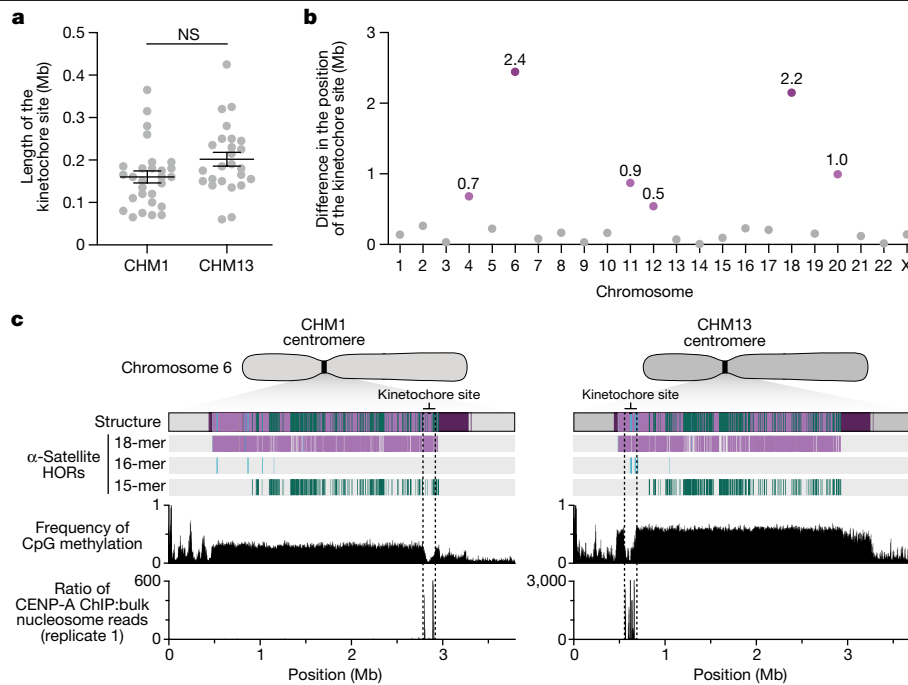 a
NS
Length of the
kinetochore site (Mb)
0.5
0.4
0.3
0.2
0.1
0
CHM1 CHM13
b
Difference in the position
of the kinetochore site (Mb)
3
2
1
0
0.7
2.4
0.9
0.5
2.2
1.0
1 2 3 4 5 6 7 8 9 10 11 12 13 14 15 16 17 18 19 20 21 22 X
Chromosome
c
CHM1
centromere
CHM13
centromere
Chromosome 6
Kinetochore site
Kinetochore site
Structure
α-Satellite
HORs
18-mer
16-mer
15-mer
Frequency of
CpG methylation
1
0
1
0
Ratio of
CENP-A ChIP:bulk
nucleosome reads
(replicate 1)
600
0
3,000
0
0 1 2 3
Position (Mb)
0 1 2 3
Position (Mb)